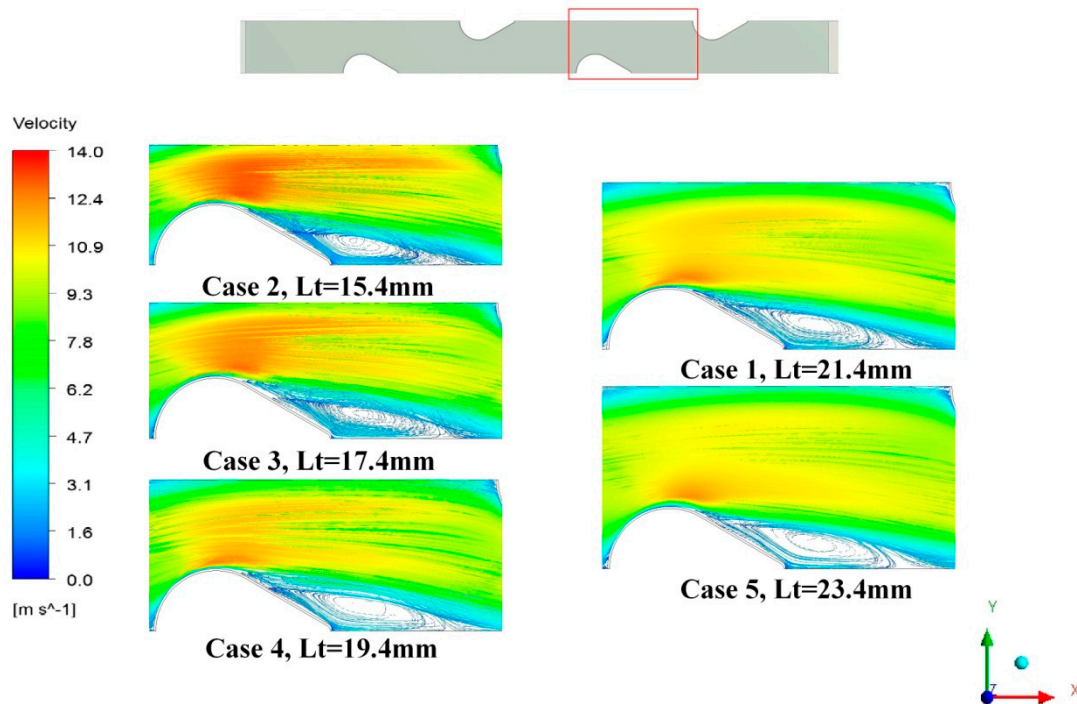 Velocity
14.0
12.4
10.9
9.3
7.8
6.2
4.7
3.1
1.6
0.0
[m s^-1]
Case 2, Lt=15.4mm
Case 3, Lt=17.4mm
Case 4, Lt=19.4mm
Case 1, Lt=21.4mm
Case 5, Lt=23.4mm
Y
Z
X